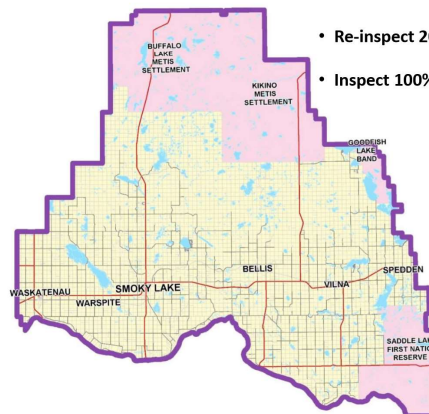 • Re-inspect 20
• Inspect 100%
BUFFALO
LAKE
METIS
SETTLEMENT
KIKINO
METIS
SETTLEMENT
GOODFISH
LAKE
BAND
BELLIS
SPEDDEN
VILNA
SMOKY LAKE
WASKATENAU
WARSPITE
SADDLE LAK
FIRST NATIO
RESERVE